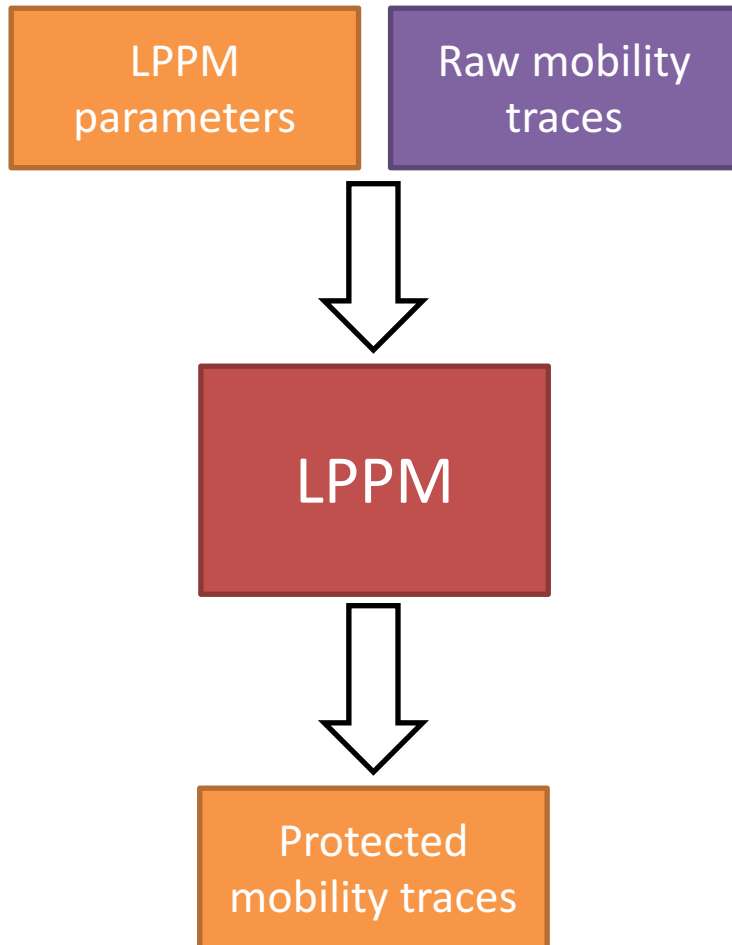 LPPM
parameters
Raw mobility
traces
LPPM
Protected
mobility traces